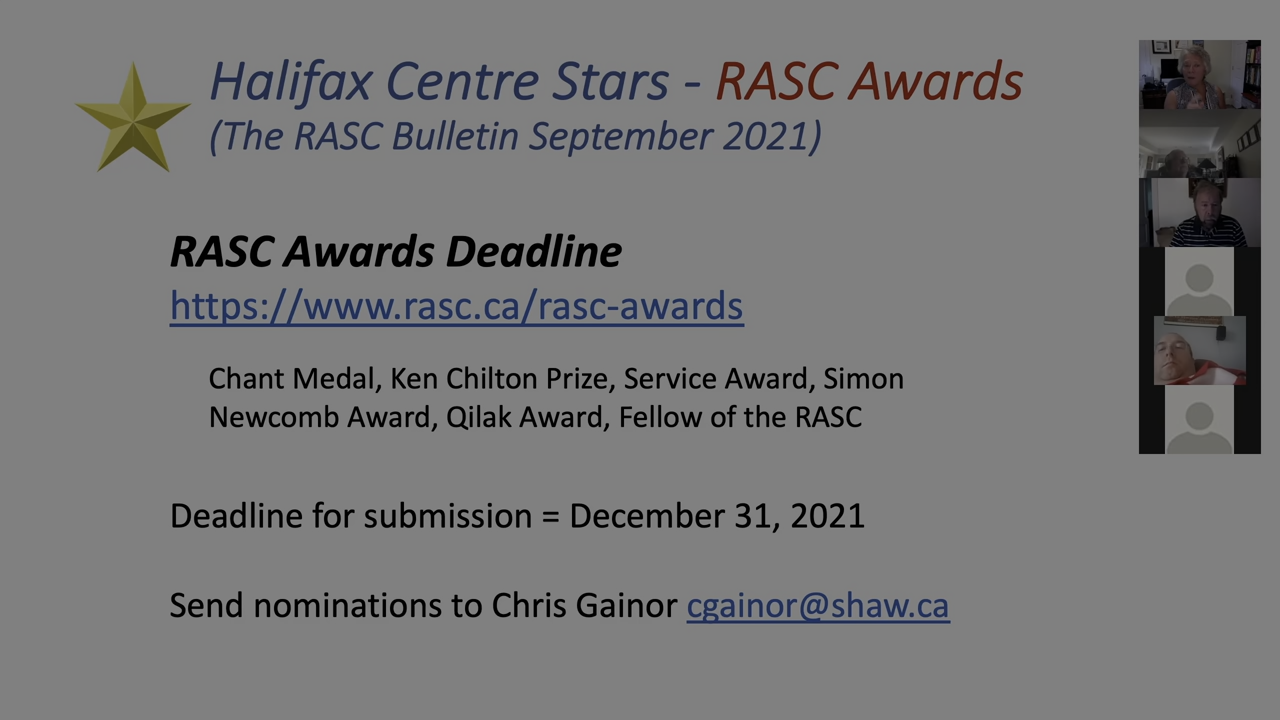 Halifax Centre Stars - RASC Awards
(The RASC Bulletin September 2021)
RASC Awards Deadline
https://www.rasc.ca/rasc-awards
Chant Medal, Ken Chilton Prize, Service Award, Simon
Newcomb Award, Qilak Award, Fellow of the RASC
Deadline for submission = December 31, 2021
Send nominations to Chris Gainor cgainor@shaw.ca